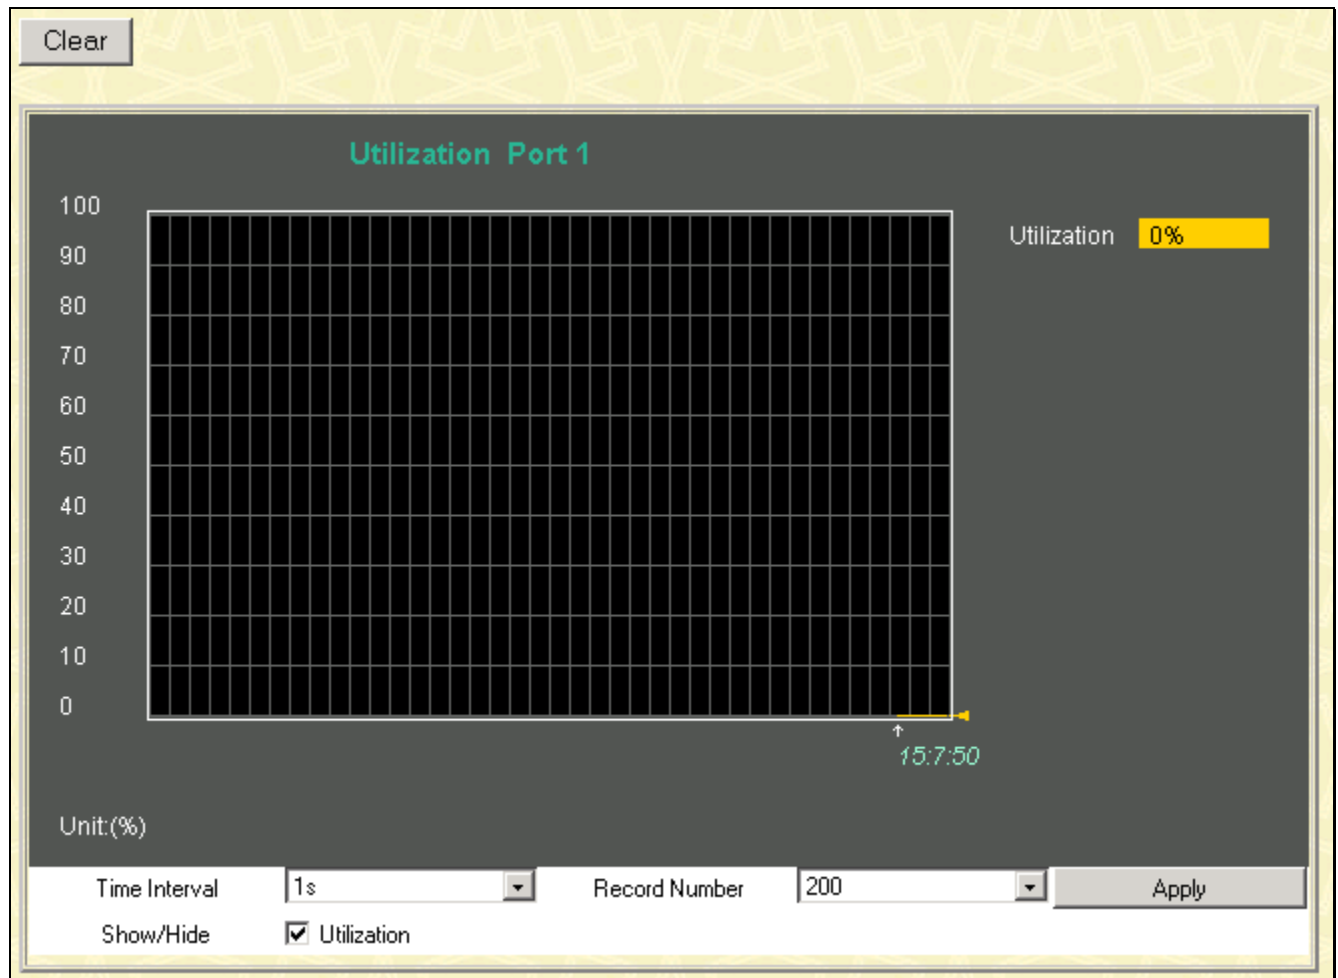 Clear
Utilization Port 1
100
90
80
70
60
50
40
30
20
10
0
Utilization 0%
15:7:50
Unit:(%)
Time Interval 1s Record Number 200 Apply
Show/Hide Utilization